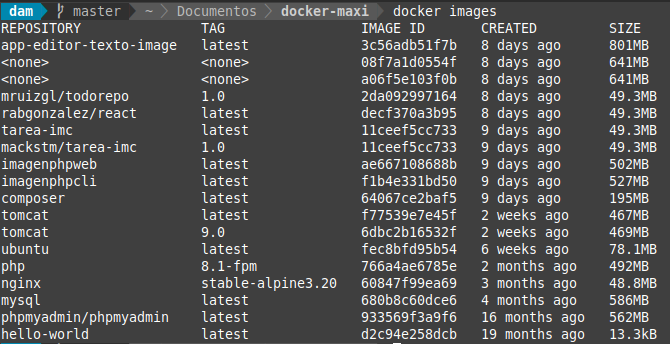 dam master ~ Documentos docker-maxi docker images
REPOSITORY TAG IMAGE ID CREATED SIZE
app-editor-texto-image latest 3c56adb51f7b 8 days ago 801MB
<none> <none> 08f7a1d0554f 8 days ago 641MB
<none> <none> a06f5e103f0b 8 days ago 641MB
mruizgl/todorepo 1.0 2da092997164 8 days ago 49.3MB
rabgonzalez/react latest decf370a3b95 8 days ago 49.3MB
tarea-imc latest 11ceef5cc733 9 days ago 49.3MB
mackstm/tarea-imc 1.0 11ceef5cc733 9 days ago 49.3MB
imagenphpweb latest ae667108688b 9 days ago 502MB
imagenphpcli latest f1b4e331bd50 9 days ago 527MB
composer latest 64067ce2baf5 9 days ago 195MB
tomcat latest f77539e7e45f 2 weeks ago 467MB
tomcat 9.0 6dbc2b16532f 2 weeks ago 469MB
ubuntu latest fec8bfd95b54 6 weeks ago 78.1MB
php 8.1-fpm 766a4ae6785e 2 months ago 492MB
nginx stable-alpine3.20 60847f99ea69 3 months ago 48.8MB
mysql latest 680b8c60dce6 4 months ago 586MB
phpmyadmin/phpmyadmin latest 933569f3a9f6 16 months ago 562MB
hello-world latest d2c94e258dcb 19 months ago 13.3kB